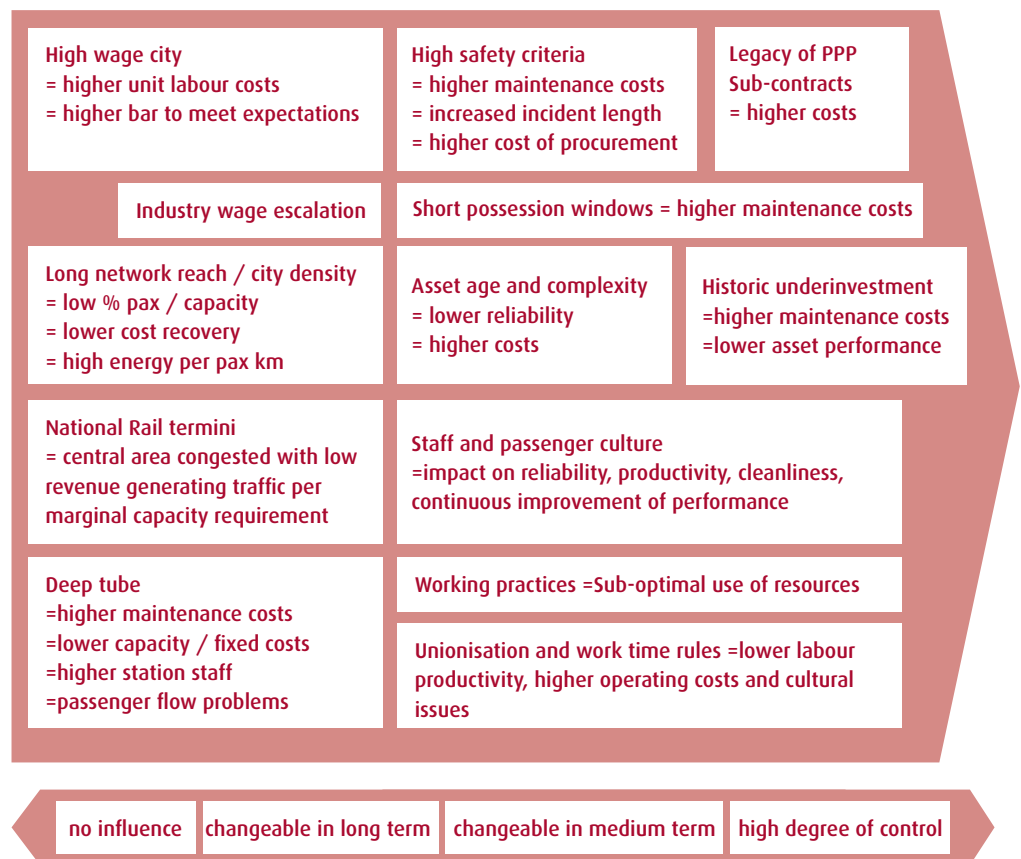 High wage city
= higher unit labour costs
= higher bar to meet expectations
High safety criteria
= higher maintenance costs
= increased incident length
= higher cost of procurement
Legacy of PPP
Sub-contracts
= higher costs
Industry wage escalation
Short possession windows = higher maintenance costs
Long network reach / city density
= low % pax / capacity
= lower cost recovery
= high energy per pax km
Asset age and complexity
= lower reliability
= higher costs
Historic underinvestment
=higher maintenance costs
=lower asset performance
National Rail termini
= central area congested with low
revenue generating traffic per
marginal capacity requirement
Staff and passenger culture
=impact on reliability, productivity, cleanliness,
continuous improvement of performance
Deep tube
=higher maintenance costs
=lower capacity / fixed costs
=higher station staff
=passenger flow problems
Working practices =Sub-optimal use of resources
Unionisation and work time rules =lower labour
productivity, higher operating costs and cultural
issues
no influence
changeable in long term
changeable in medium term
high degree of control